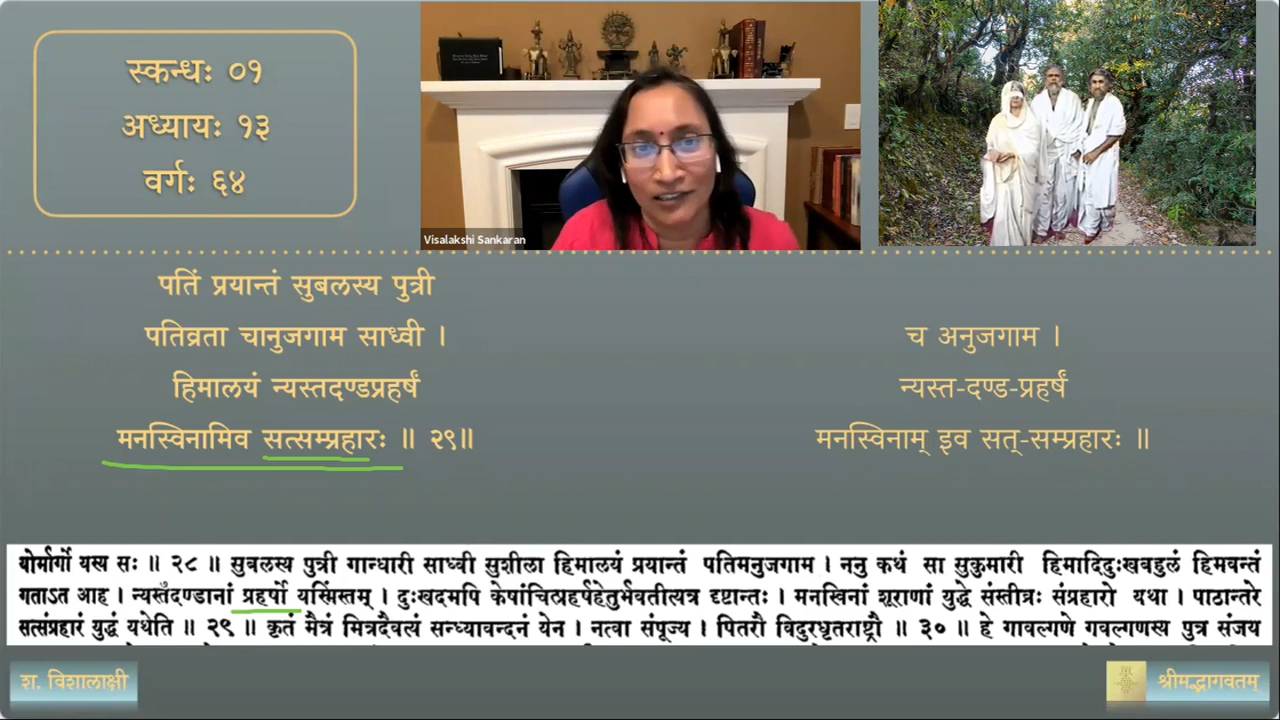 स्कन्धः ०१
अध्यायः १३
वर्गः ६४
Visalakshi Sankaran
पतिं प्रयान्तं सुबलस्य पुत्री
पतिव्रता चानुजगाम साध्वी ।
हिमालयं न्यस्तदण्डप्रहर्षं
मनस्विनामिव सत्सम्प्रहारः ॥ २९॥
च अनुजगाम ।
न्यस्त-दण्ड-प्रहर्षं
मनस्विनाम् इव सत्-सम्प्रहारः ॥
योर्मार्गो यस्य सः ॥ २८ ॥ सुबलस्य पुत्री गान्धारी साध्वी सुशीला हिमालयं प्रयान्तं पतिमनुजगाम । ननु कथं सा सुकुमारी हिमादिदुःखबहुलं हिमवन्तं
गताऽत आह । न्यस्तदण्डानां प्रहर्षो यस्मिंस्तम् । दुःखदमपि केषांचित्प्रहर्षहेतुर्भवतीत्यत्र दृष्टान्तः । मनस्विनां शूराणां युद्धे संस्तीव्रः संप्रहारो यथा । पाठान्तरे
सत्संप्रहारं युद्धं यथेति ॥ २९ ॥ कृतं मैत्रं मित्रदैवत्यं सन्ध्यावन्दनं येन । नत्वा संपूज्य । पितरौ विदुरधृतराष्ट्रौ ॥ ३० ॥ हे गावल्गणे गवल्गणस्य पुत्र संजय
श. विशालाक्षी
श्रीमद्भागवतम्